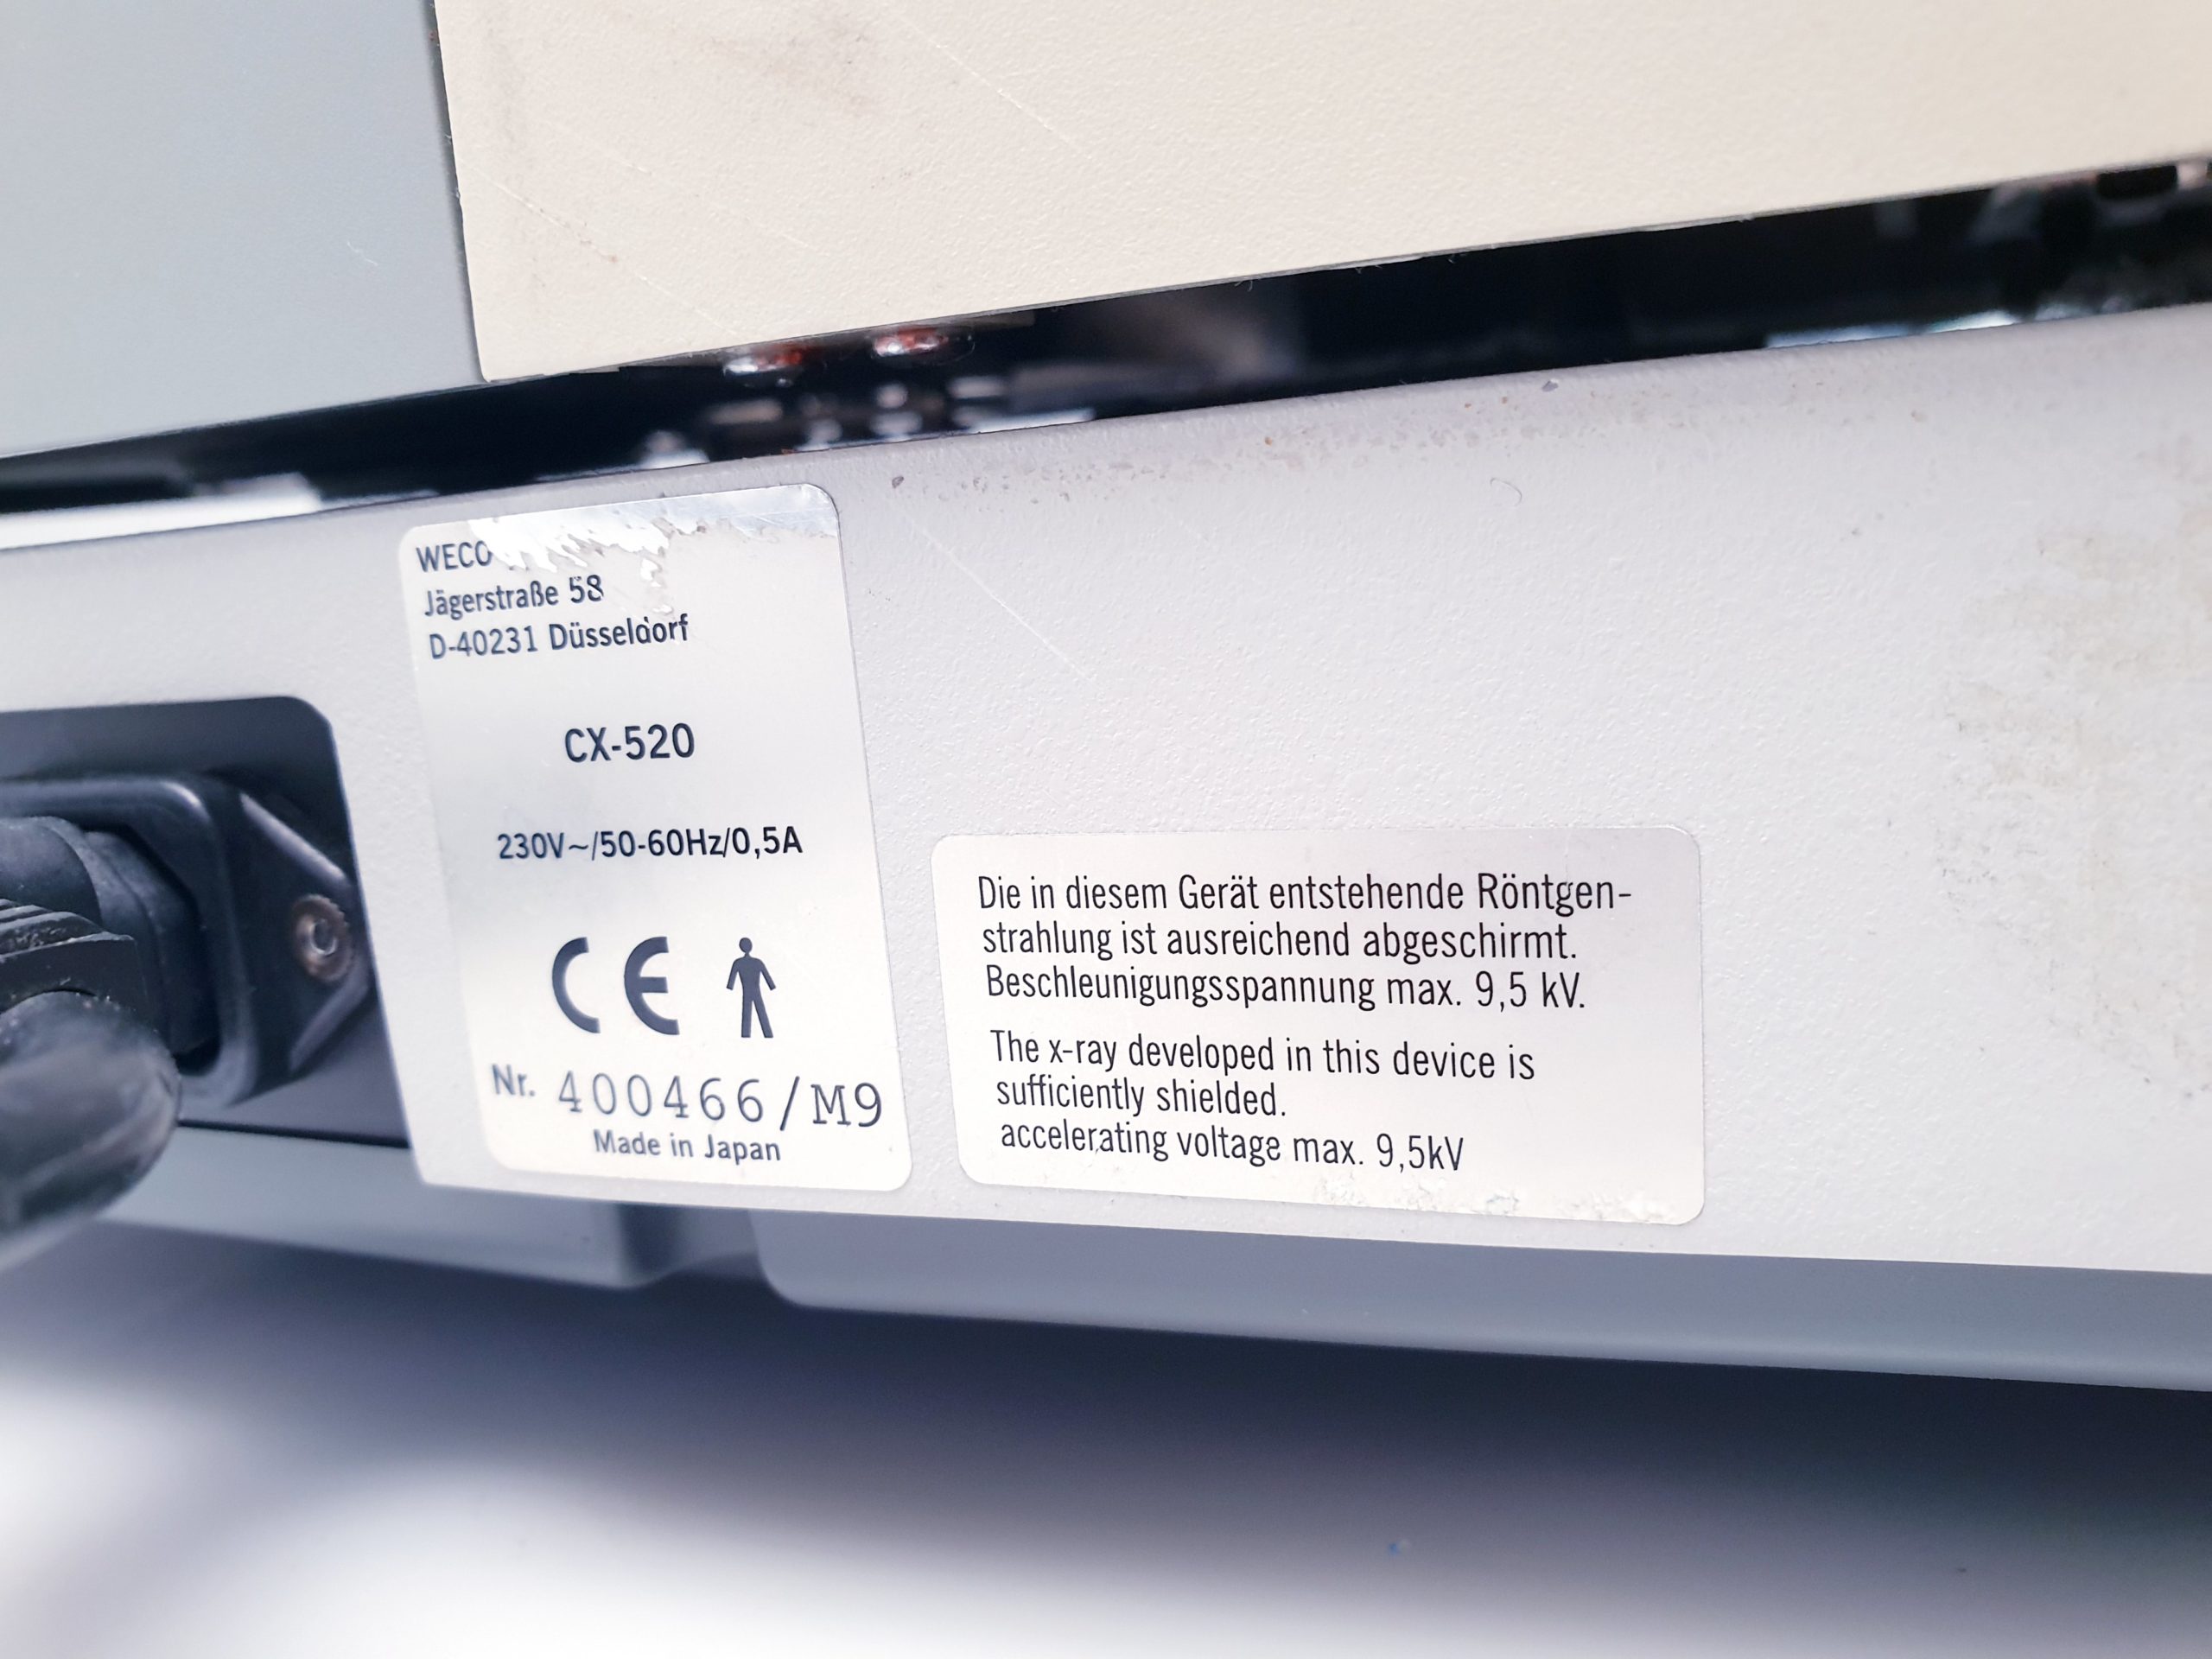 WECO
Jägerstraße 58
D-40231 Düsseldorf
CX-520
230V~/50-60Hz/0,5A
CE
Nr. 400466/M9
Made in Japan
Die in diesem Gerät entstehende Röntgen-
strahlung ist ausreichend abgeschirmt.
Beschleunigungsspannung max. 9,5 kV.
The x-ray developed in this device is
sufficiently shielded.
accelerating voltage max. 9,5kV